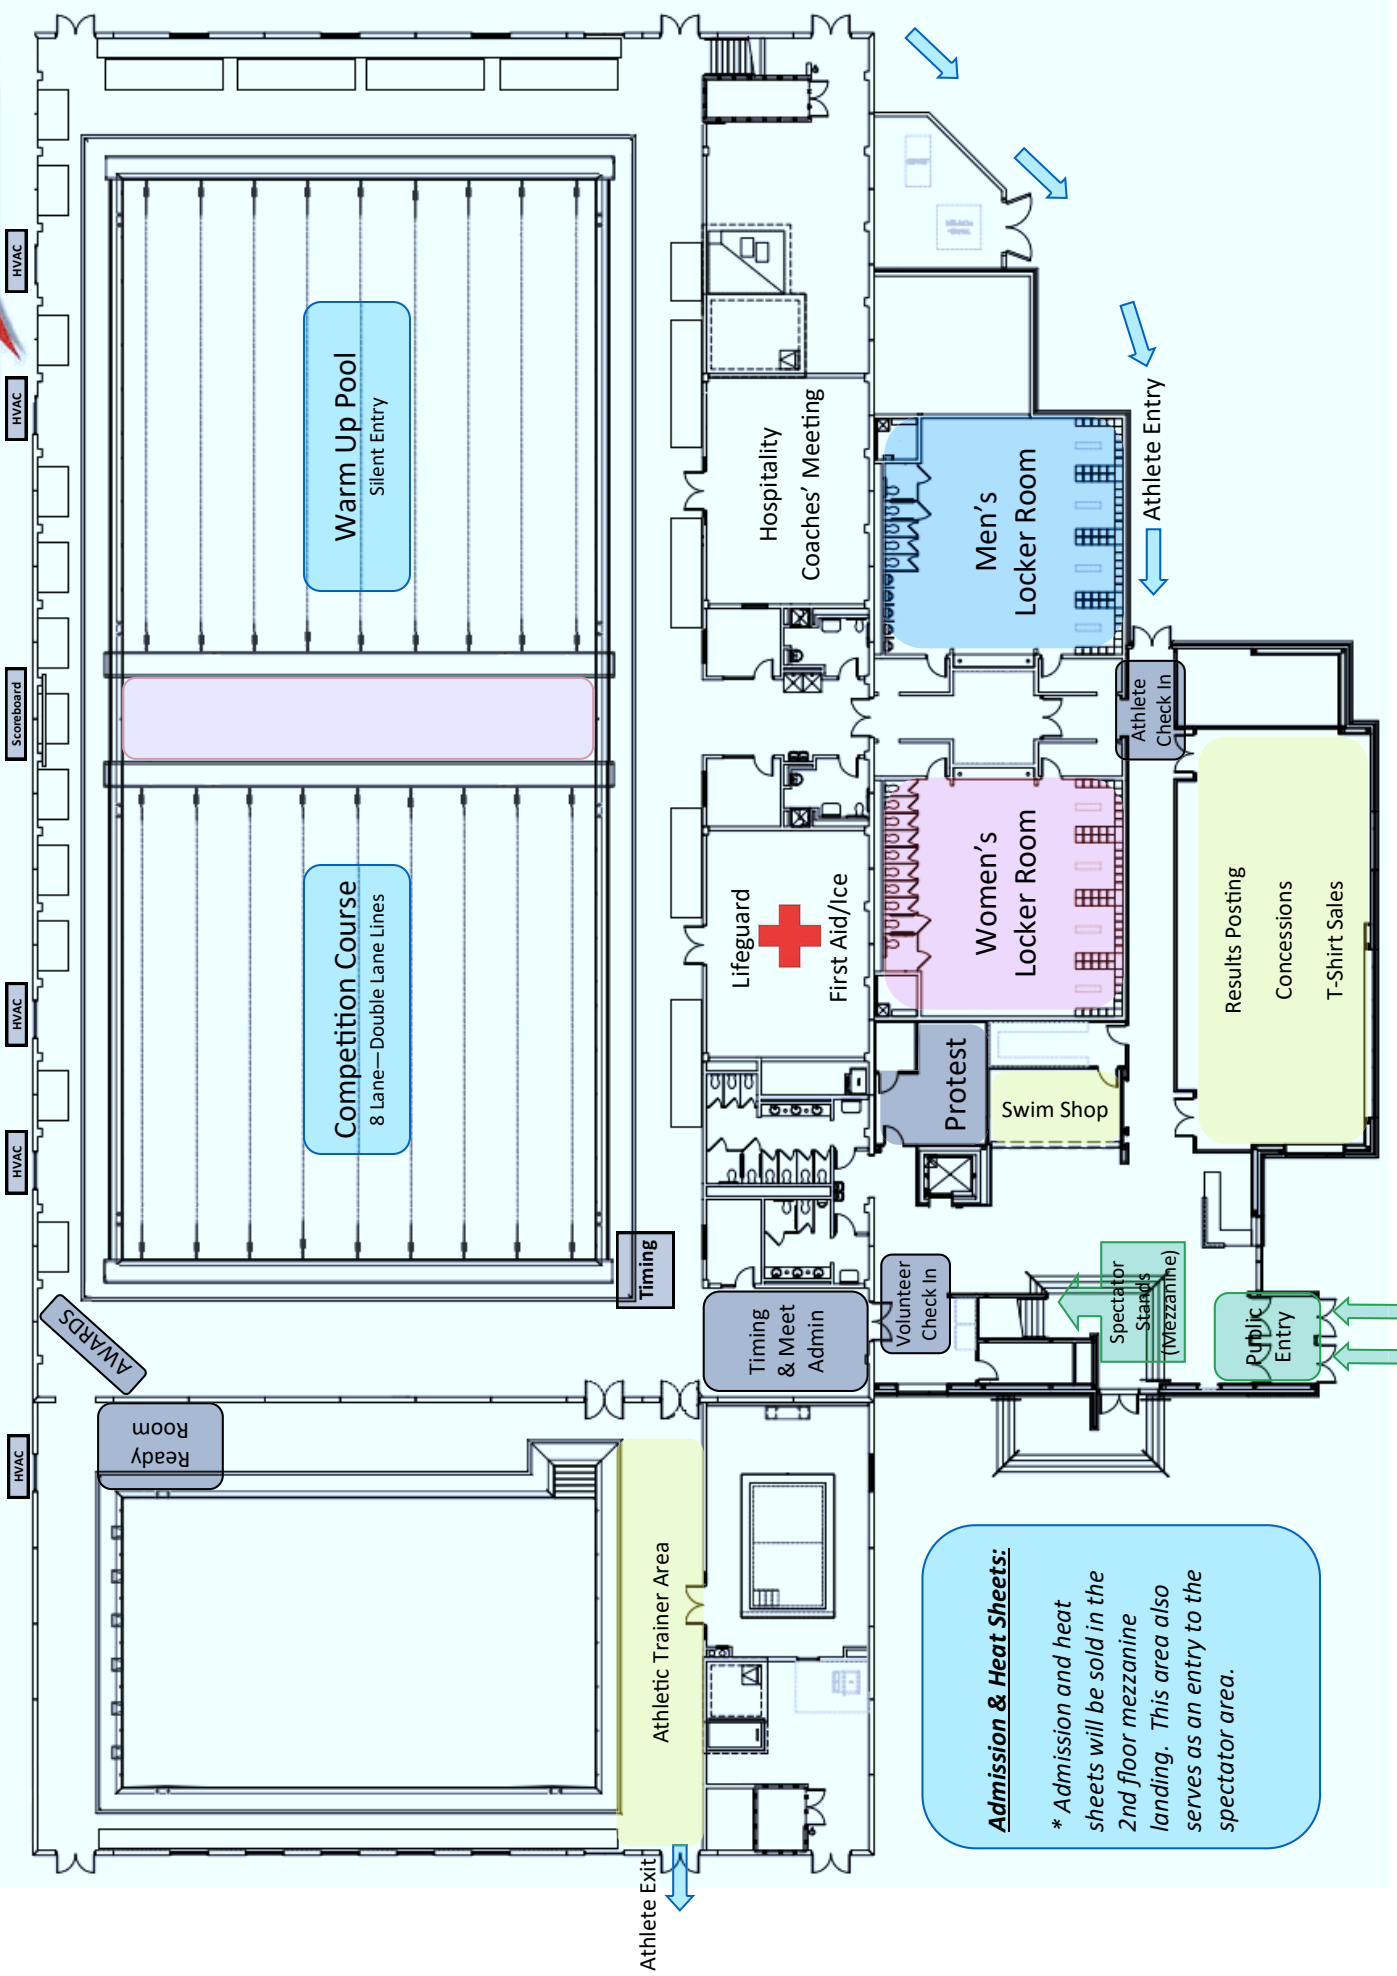 HVAC
HVAC
Scoreboard
HVAC
HVAC
HVAC
Warm Up Pool
Silent Entry
Competition Course
8 Lane—Double Lane Lines
Timing
AWARDS
Ready
Room
Hospitality
Coaches' Meeting
Lifeguard
First Aid/Ice
Timing
& Meet
Admin
Men's
Locker Room
Women's
Locker Room
Athlete Entry
Athlete
Check In
Protest
Swim Shop
Results Posting
Concessions
T-Shirt Sales
Volunteer
Check In
Spectator
Stands
(Mezzanine)
Public
Entry
Athletic Trainer Area
Athlete Exit
Admission & Heat Sheets:
* Admission and heat
sheets will be sold in the
2nd floor mezzanine
landing.  This area also
serves as an entry to the
spectator area.